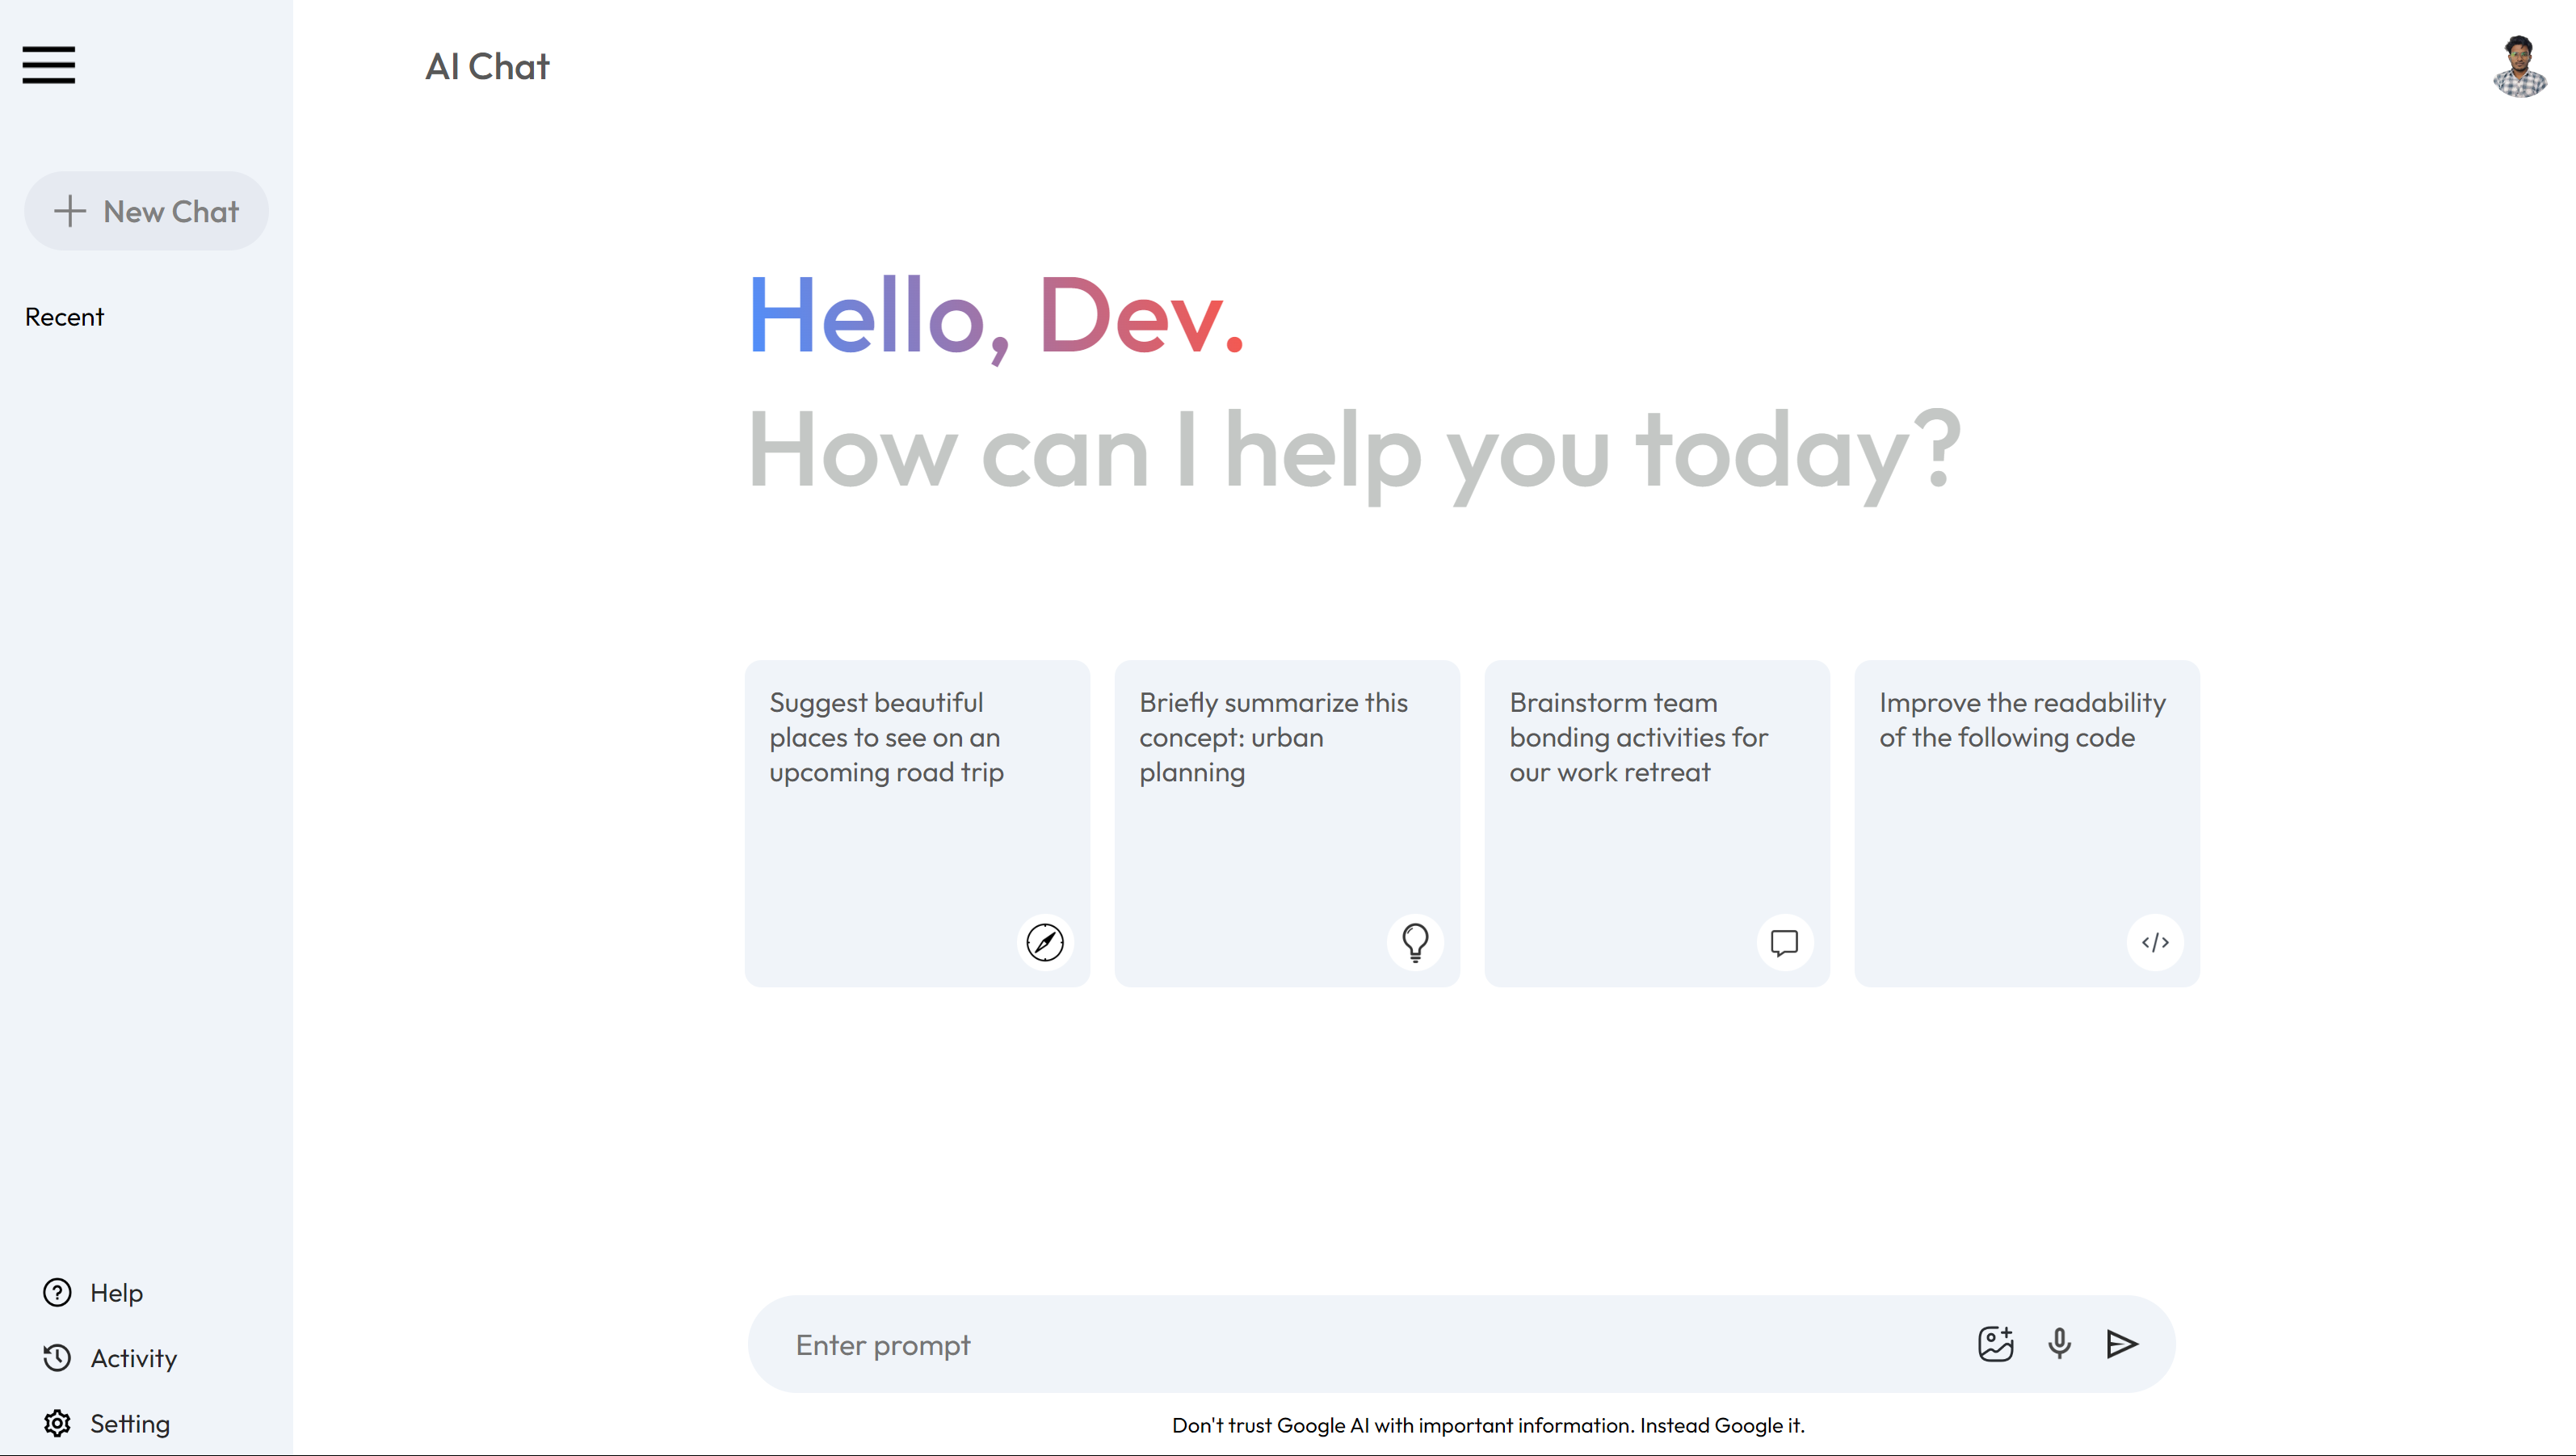 AI Chat
New Chat
Recent
Hello, Dev.
How can I help you today?
Suggest beautiful
places to see on an
upcoming road trip
Briefly summarize this
concept: urban
planning
Brainstorm team
bonding activities for
our work retreat
Improve the readability
of the following code
</>
Help
Activity
Setting
Enter prompt
Don't trust Google AI with important information. Instead Google it.